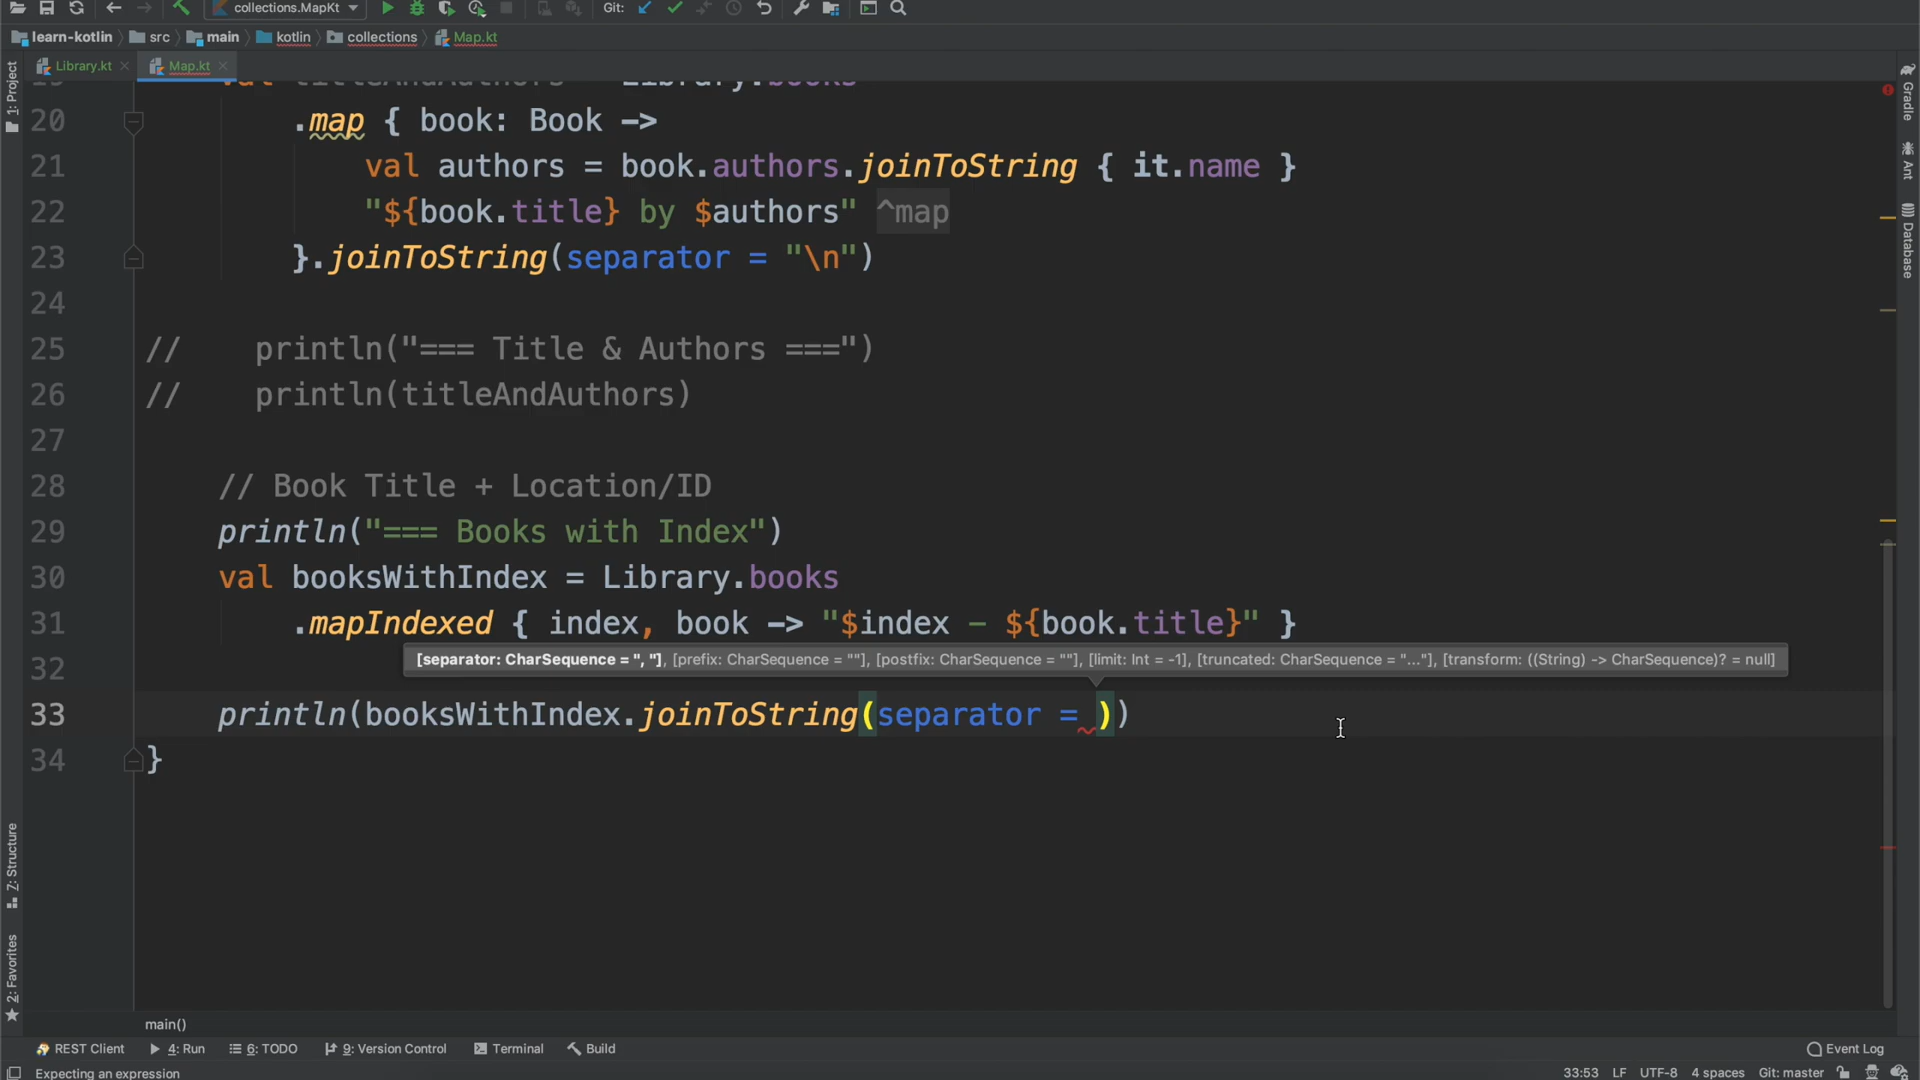 collections.MapKt
Git:
learn-kotlin src main kotlin collections Map.kt
Library.kt Map.kt
1: Project
Gradle
Ant
Database
19 val titleAndAuthors = Library.books
20 .map { book: Book ->
21 val authors = book.authors.joinToString { it.name }
22 "${book.title} by $authors" ^map
23 }.joinToString(separator = "\n")
24
25 // println("=== Title & Authors ===")
26 // println(titleAndAuthors)
27
28 // Book Title + Location/ID
29 println("=== Books with Index")
30 val booksWithIndex = Library.books
31 .mapIndexed { index, book -> "$index - ${book.title}" }
32 [separator: CharSequence = ", "], [prefix: CharSequence = ""], [postfix: CharSequence = ""], [limit: Int = -1], [truncated: CharSequence = "..."], [transform: ((String) -> CharSequence)? = null]
33 println(booksWithIndex.joinToString(separator = ))
34 }
Z: Structure
2: Favorites
main()
REST Client 4: Run 6: TODO 9: Version Control Terminal Build Event Log
Expecting an expression 33:53 LF UTF-8 4 spaces Git: master